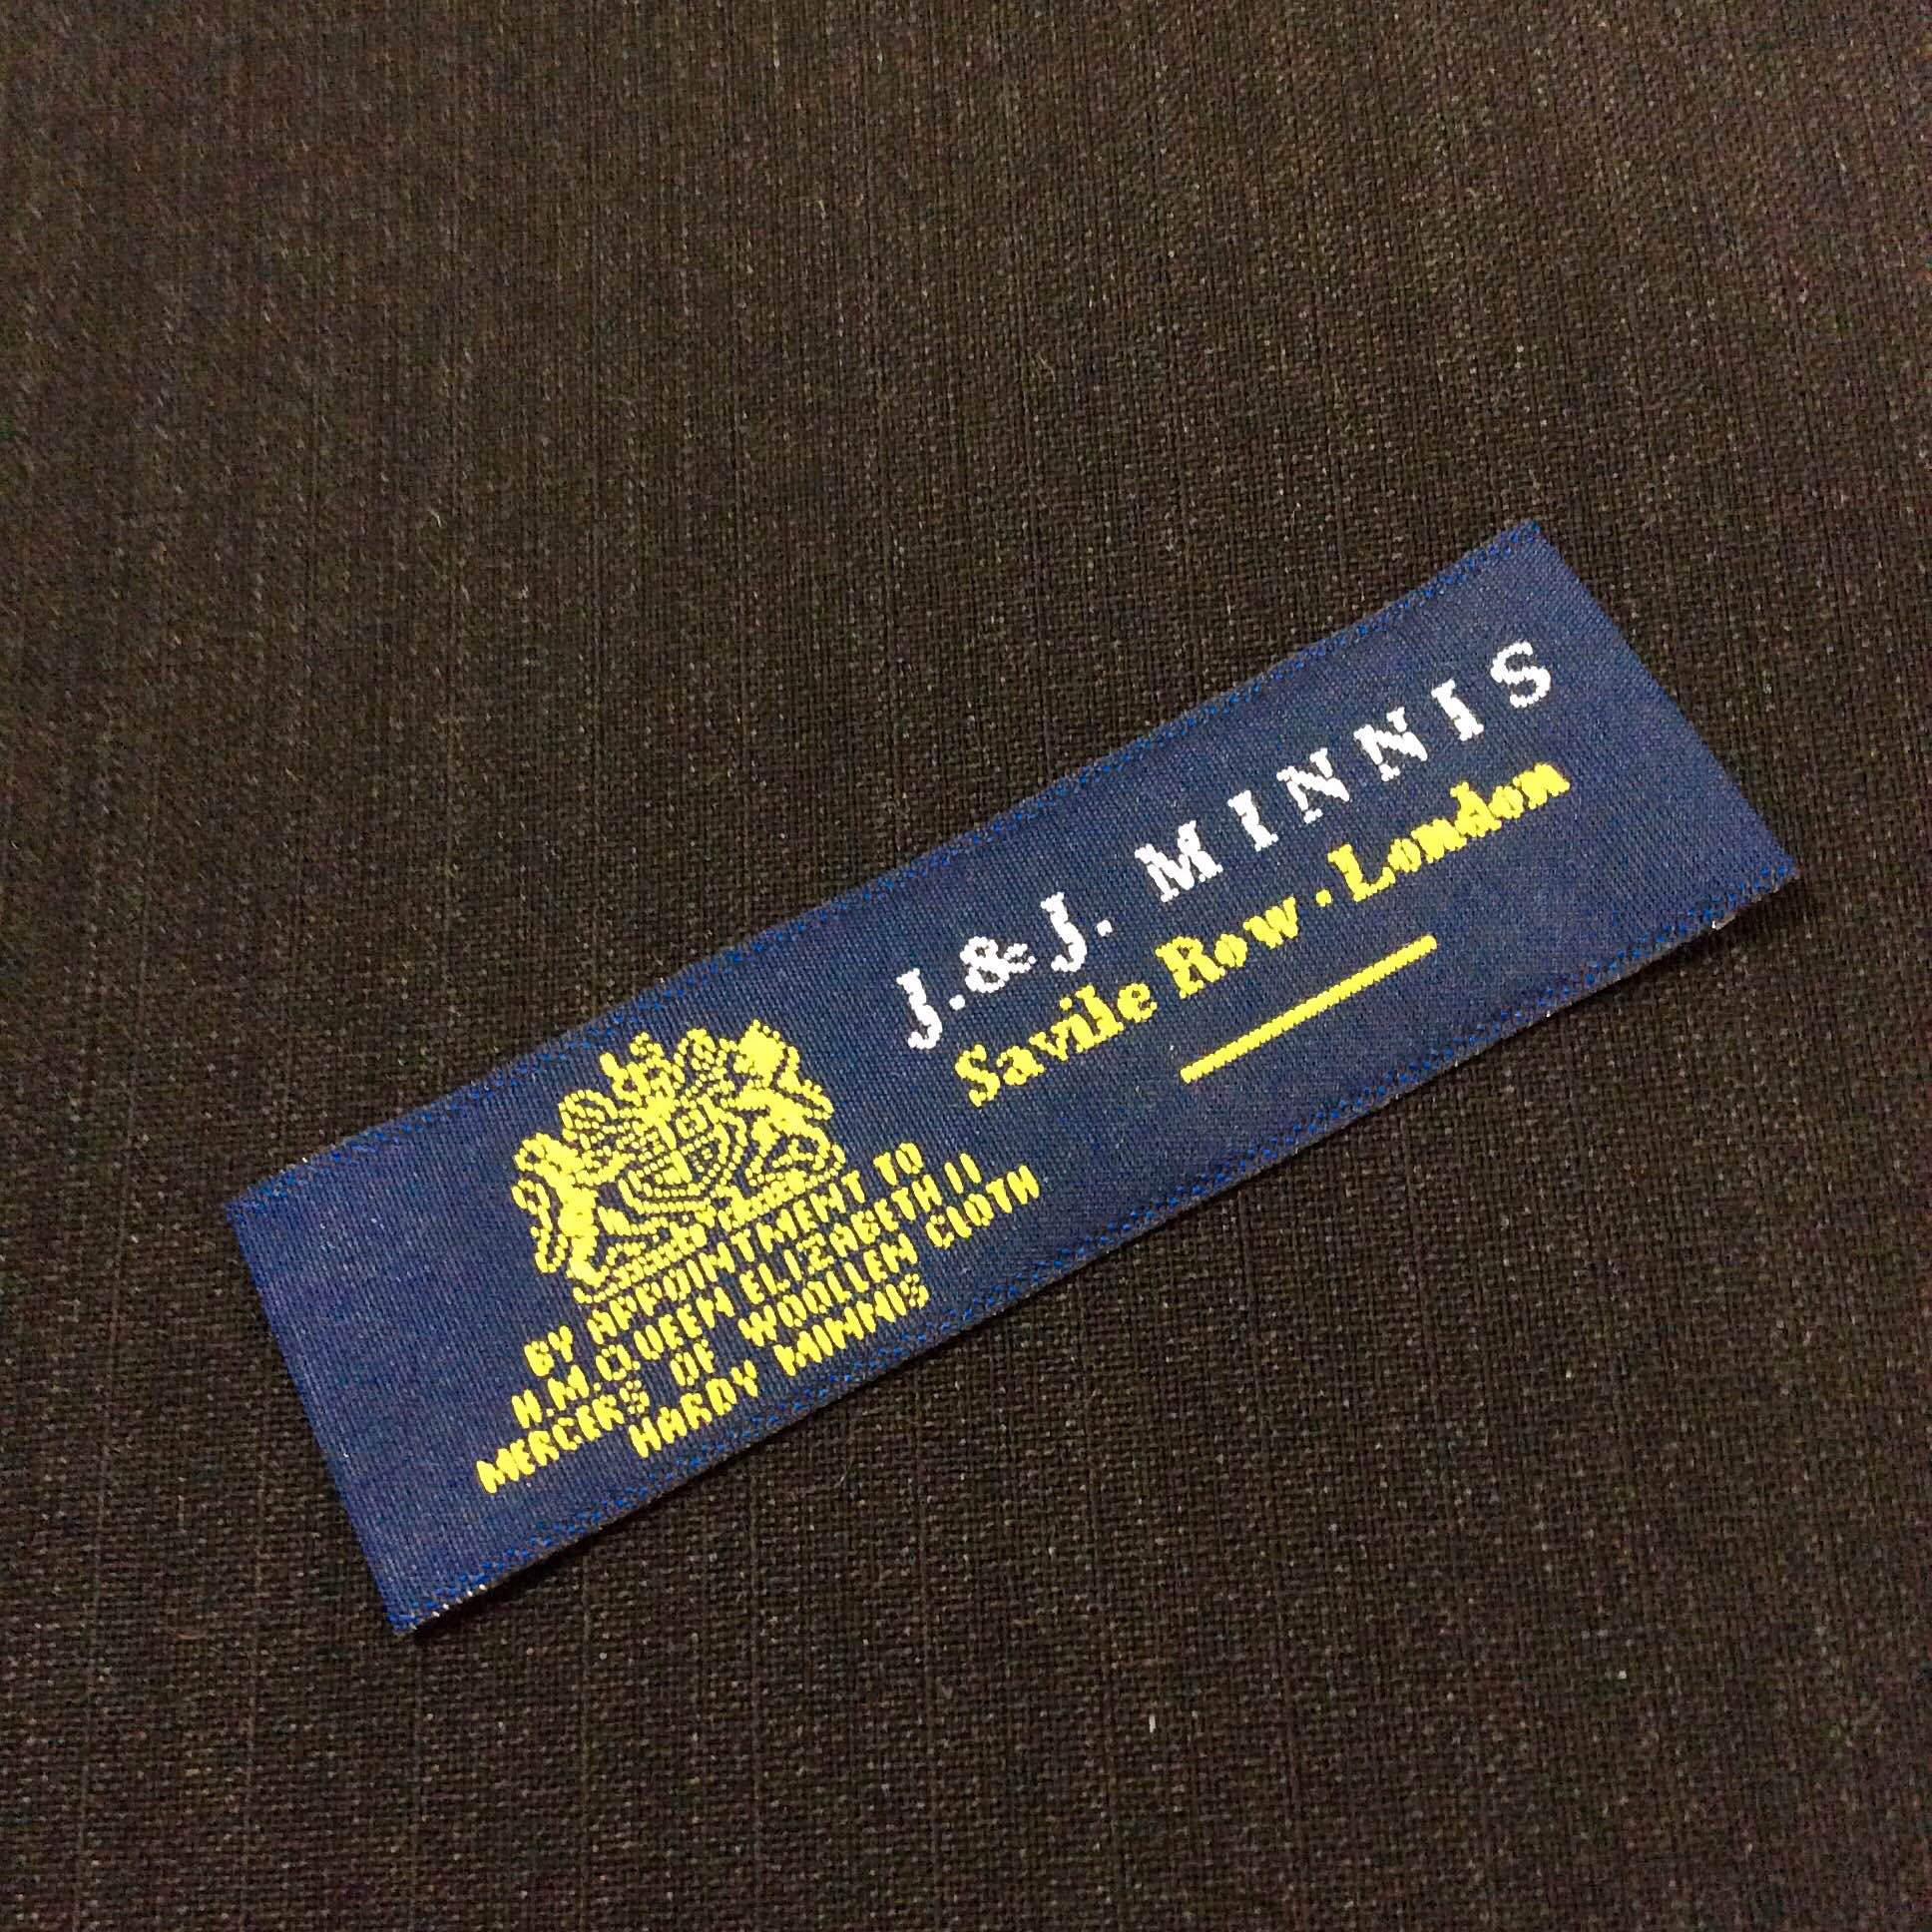 J.&J. MINNIS
Savile Row · London
BY APPOINTMENT TO
H.M.QUEEN ELIZABETH II
MERCERS OF WOOLLEN CLOTH
HARDY MINNIS